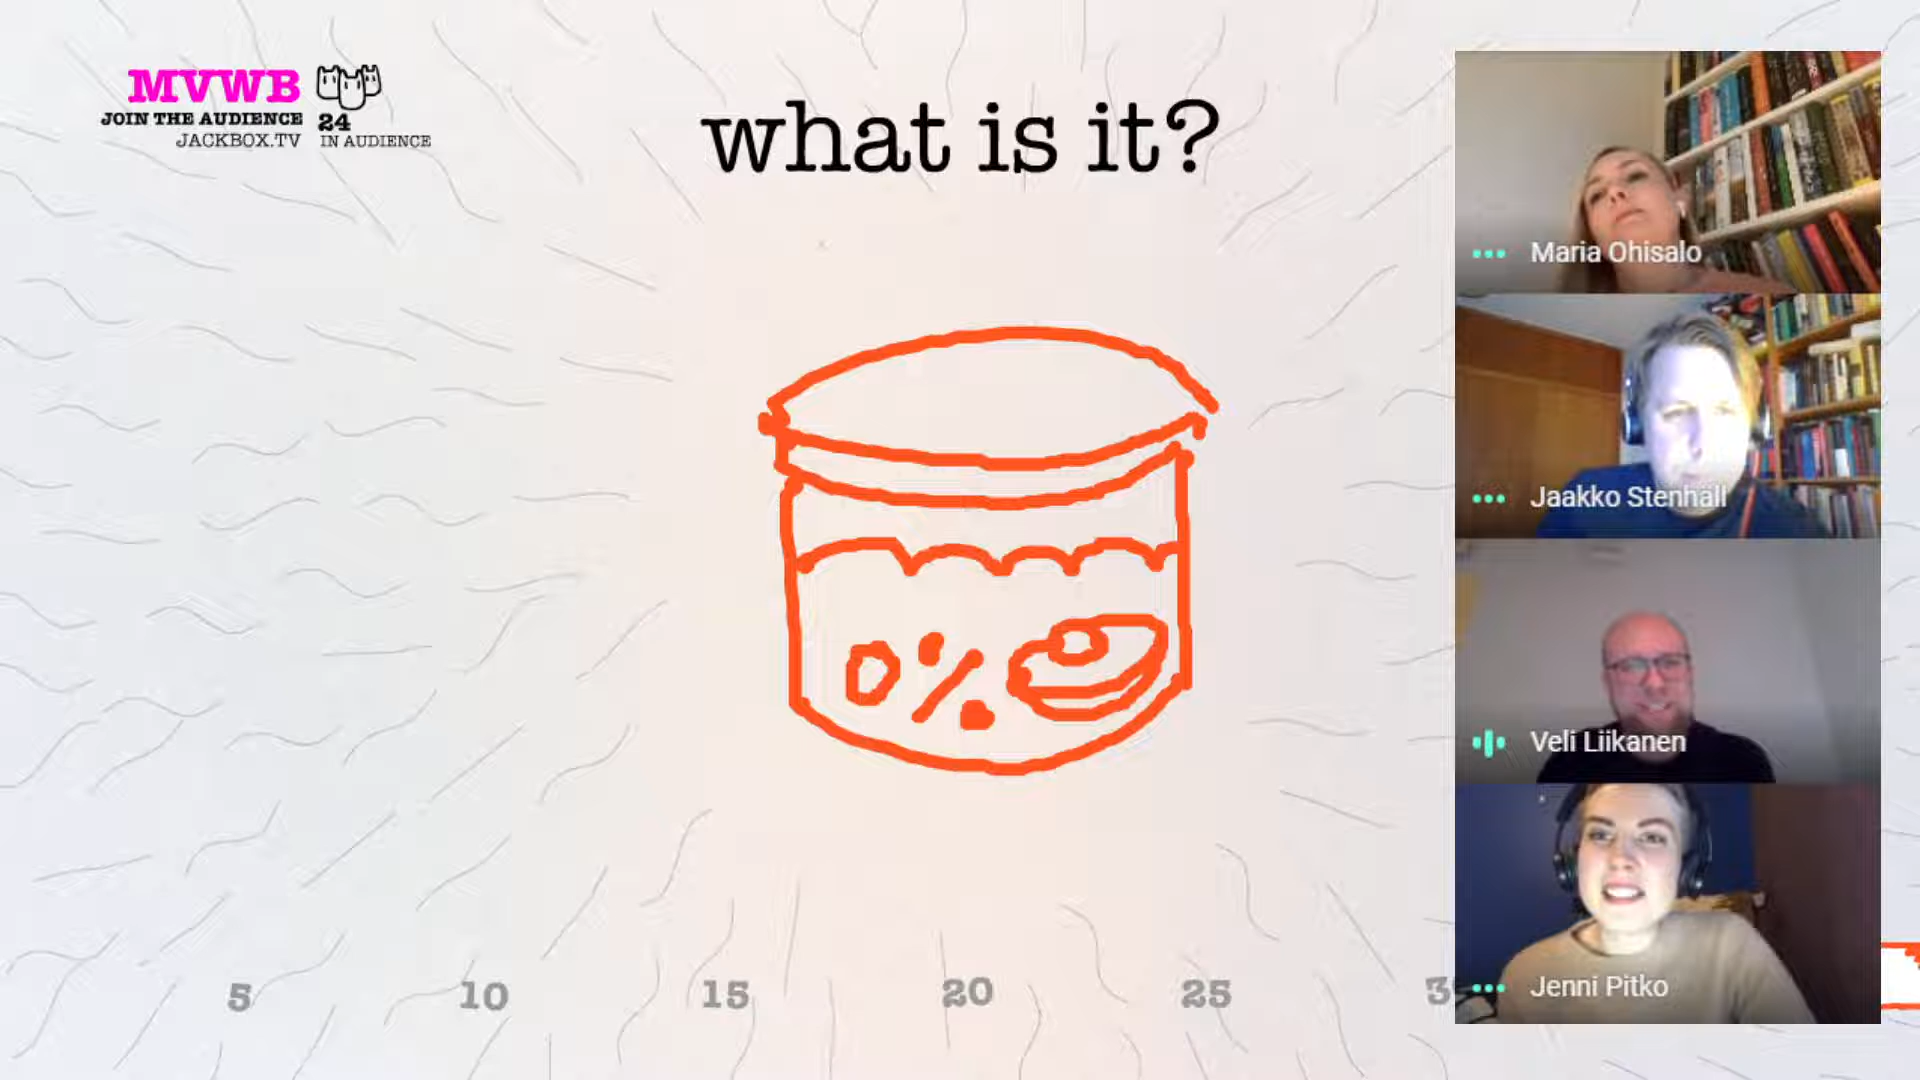 MVWB
JOIN THE AUDIENCE
JACKBOX.TV
24
IN AUDIENCE
what is it?
0%
Maria Ohisalo
Jaakko Stenhäll
Veli Liikanen
Jenni Pitko
5
10
15
20
25